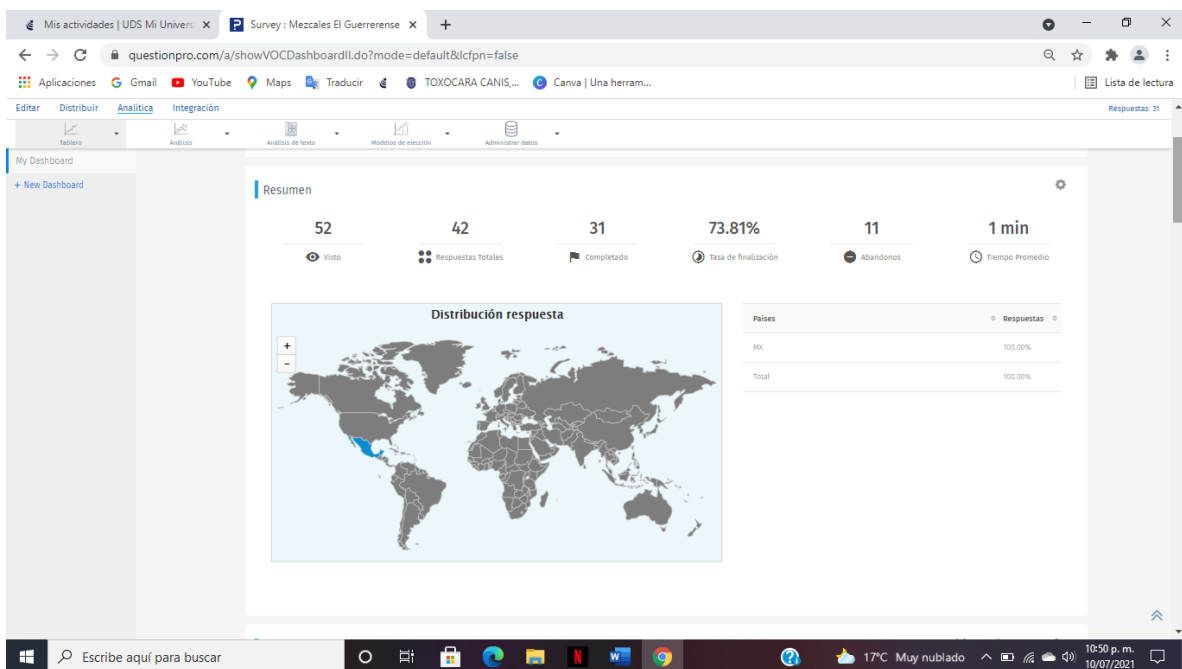 Mis actividades | UDS Mi Univers
Survey : Mezcales El Guerrerense
questionpro.com/a/showVOCDashboardII.do?mode=default&lcfpn=false
Aplicaciones Gmail YouTube Maps Traducir TOXOCARA CANIS,... Canva | Una herram... Lista de lectura
Editar Distribuir Analítica Integración Respuestas: 31
Tablero Análisis Análisis de texto Modelos de elección Administrar datos
My Dashboard
+ New Dashboard
Resumen
52 42 31 73.81% 11 1 min
Visto Respuestas Totales Completado Tasa de finalización Abandonos Tiempo Promedio
Distribución respuesta
+
-
Países Respuestas
MX 100.00%
Total 100.00%
Escribe aquí para buscar 17°C Muy nublado 10:50 p. m.
10/07/2021